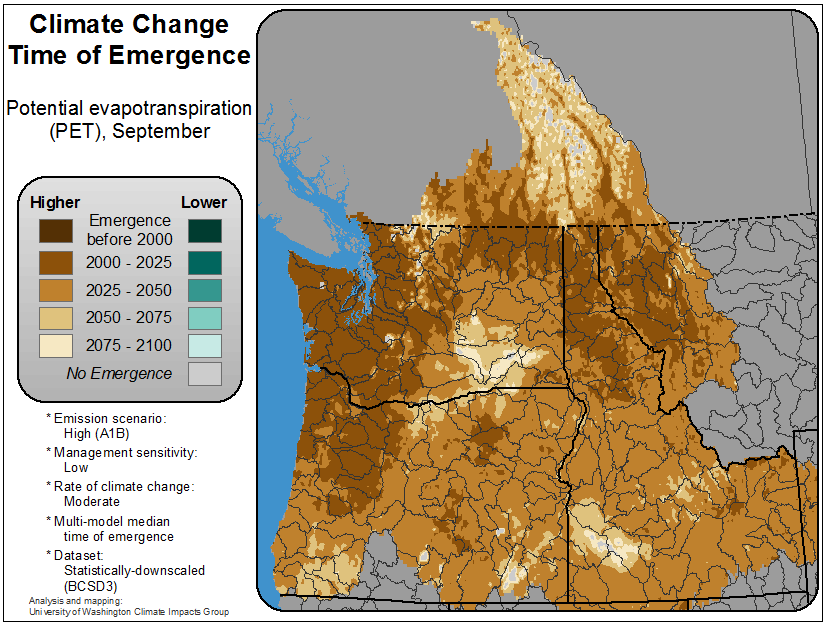 Climate Change
Time of Emergence
Potential evapotranspiration
(PET), September
Higher
Lower
Emergence
before 2000
2000 - 2025
2025 - 2050
2050 - 2075
2075 - 2100
No Emergence
* Emission scenario:
High (A1B)
* Management sensitivity:
Low
* Rate of climate change:
Moderate
* Multi-model median
time of emergence
* Dataset:
Statistically-downscaled
(BCSD3)
Analysis and mapping:
University of Washington Climate Impacts Group